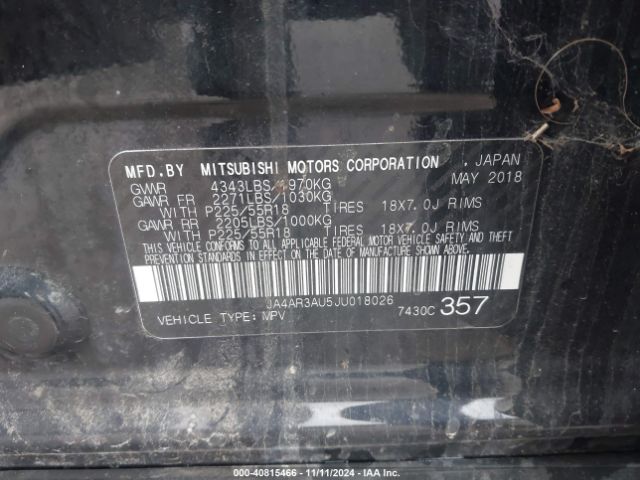 MFD.BY MITSUBISHI MOTORS CORPORATION , JAPAN
GVWR 4343LBS/1970KG MAY 2018
GAWR FR 2271LBS/1030KG
WITH P225/55R18 TIRES 18X7.0J RIMS
GAWR RR 2205LBS/1000KG
WITH P225/55R18 TIRES 18X7.0J RIMS
THIS VEHICLE CONFORMS TO ALL APPLICABLE FEDERAL MOTOR VEHICLE SAFETY AND THEFT
PREVENTION STANDARDS IN EFFECT ON THE DATE OF MANUFACTURE SHOWN ABOVE.
JA4AR3AU5JU018026
VEHICLE TYPE: MPV 7430C 357
000-40815466 - 11/11/2024 - IAA Inc.